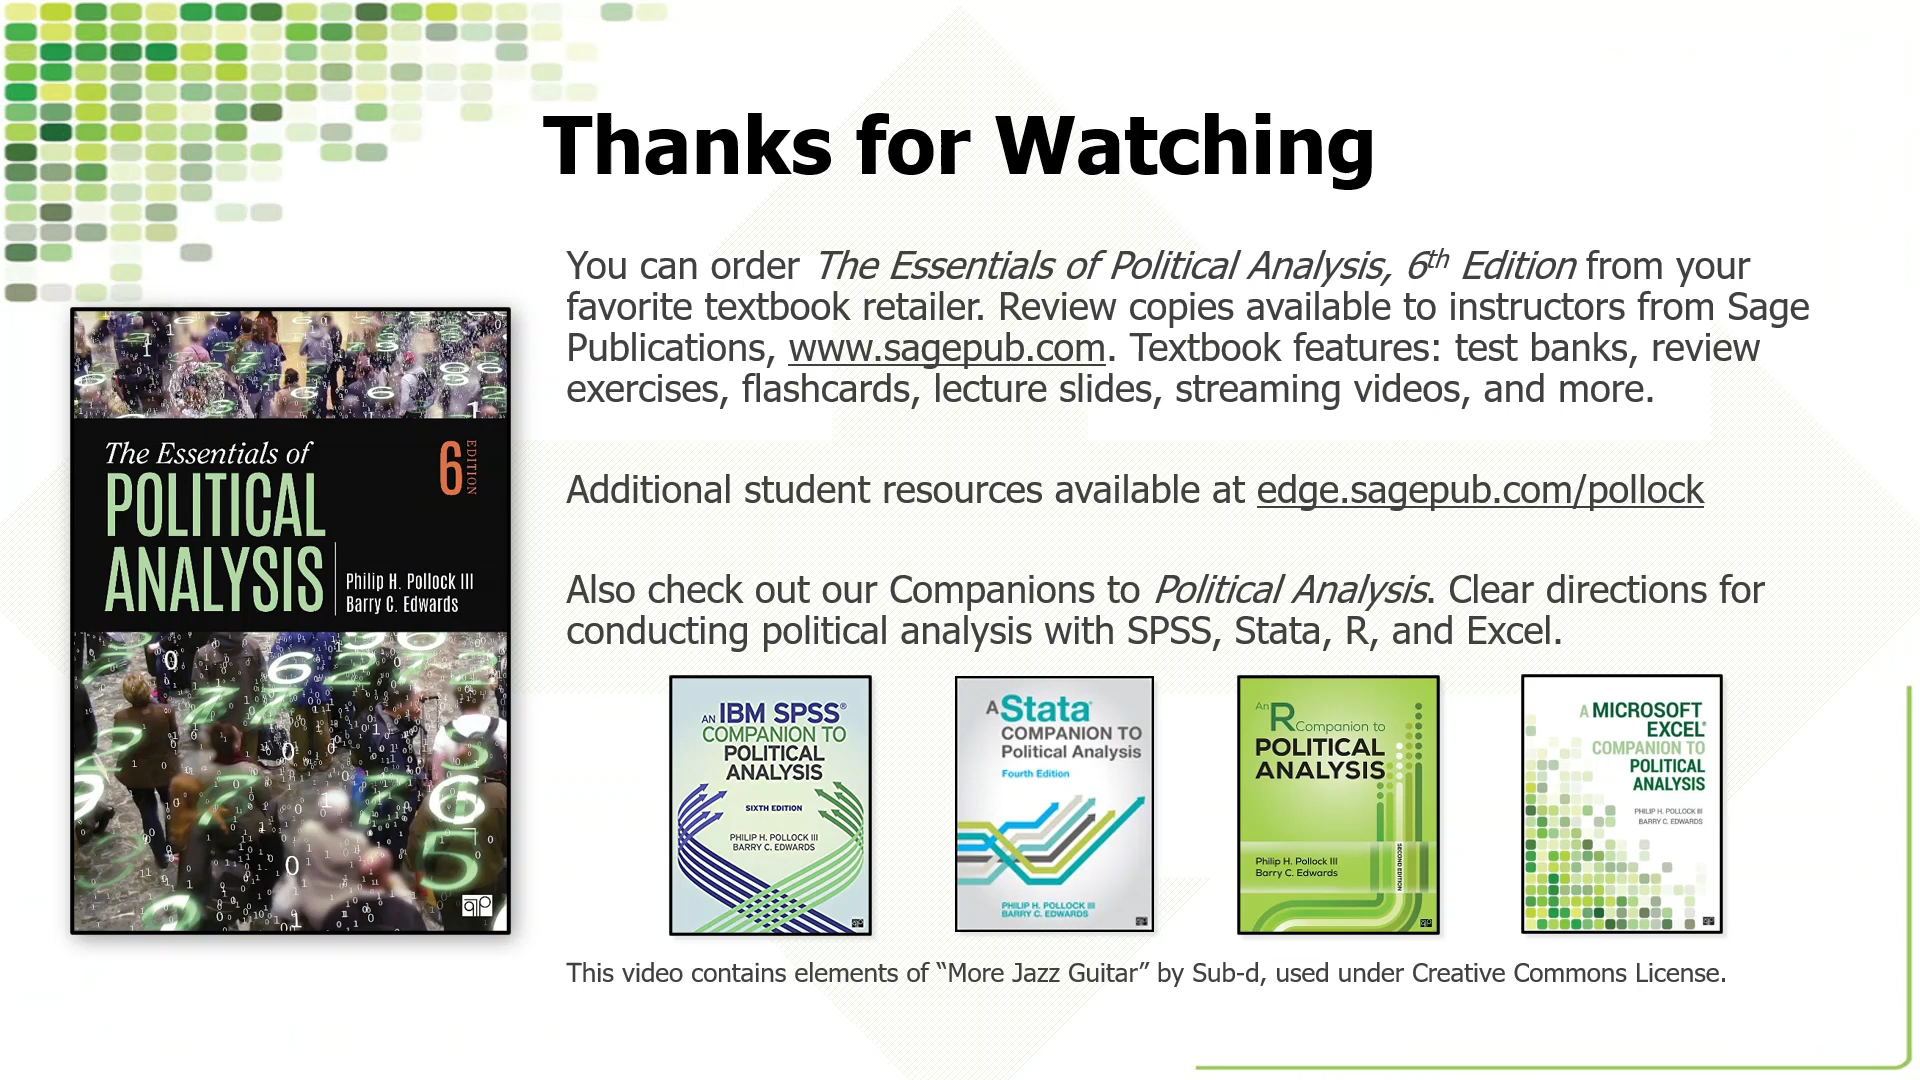 Thanks for Watching
You can order The Essentials of Political Analysis, 6th Edition from your
favorite textbook retailer. Review copies available to instructors from Sage
Publications, www.sagepub.com. Textbook features: test banks, review
exercises, flashcards, lecture slides, streaming videos, and more.
Additional student resources available at edge.sagepub.com/pollock
Also check out our Companions to Political Analysis. Clear directions for
conducting political analysis with SPSS, Stata, R, and Excel.
The Essentials of
POLITICAL
ANALYSIS
6 EDITION
Philip H. Pollock III
Barry C. Edwards
AN IBM SPSS®
COMPANION TO
POLITICAL
ANALYSIS
SIXTH EDITION
PHILIP H. POLLOCK III
BARRY C. EDWARDS
A Stata®
COMPANION TO
Political Analysis
Fourth Edition
PHILIP H. POLLOCK III
BARRY C. EDWARDS
An R Companion to
POLITICAL
ANALYSIS
Philip H. Pollock III
Barry C. Edwards
SECOND EDITION
A MICROSOFT
EXCEL®
COMPANION TO
POLITICAL
ANALYSIS
PHILIP H. POLLOCK III
BARRY C. EDWARDS
This video contains elements of “More Jazz Guitar” by Sub-d, used under Creative Commons License.